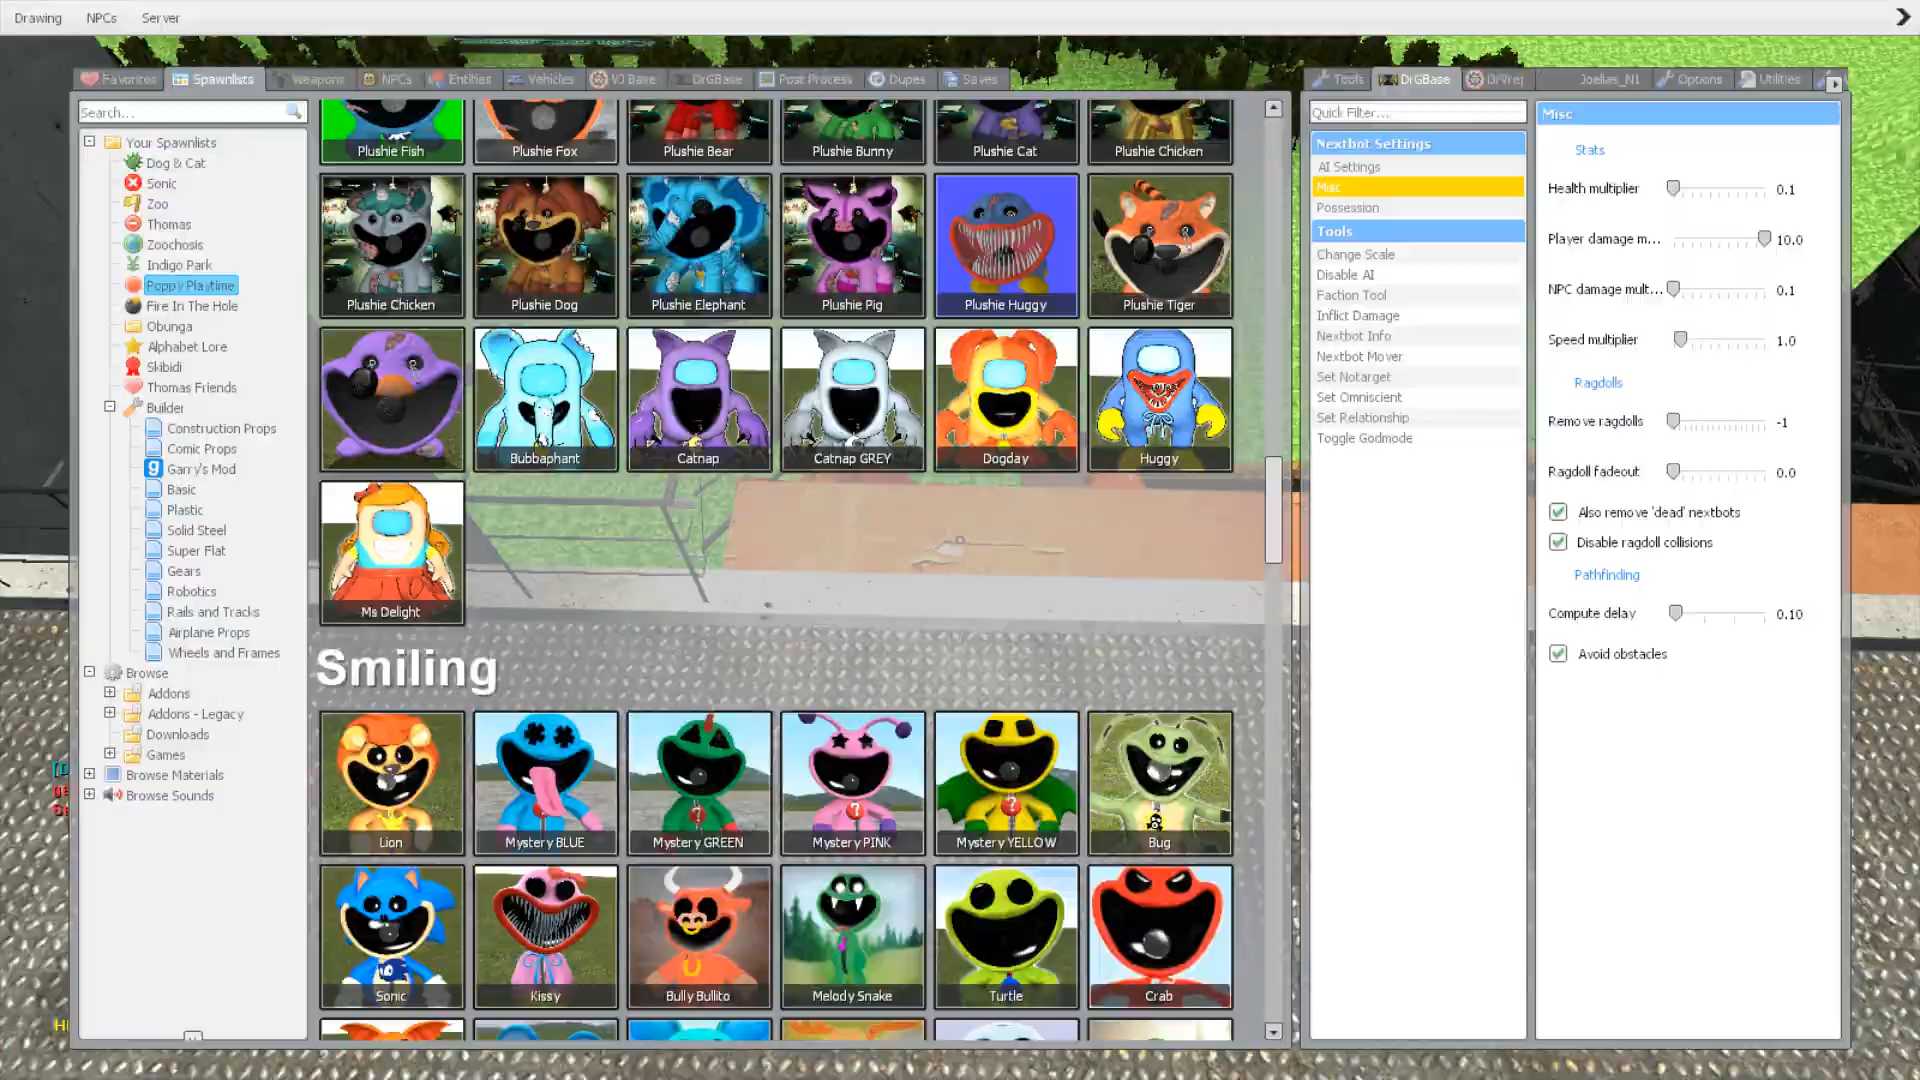 Drawing NPCs Server
Favorites Spawnlists Weapons NPCs Entities Vehicles VJ Base DrGBase Post Process Dupes Saves
Tools DrGBase Joellas_N1 Options Utilities
Search...
Your Spawnlists
Dog & Cat
Sonic
Zoo
Thomas
Zoochosis
Indigo Park
Poppy Playtime
Fire In The Hole
Obunga
Alphabet Lore
Skibidi
Thomas Friends
Builder
Construction Props
Comic Props
Garry's Mod
Basic
Plastic
Solid Steel
Super Flat
Gears
Robotics
Rails and Tracks
Airplane Props
Wheels and Frames
Browse
Addons
Addons - Legacy
Downloads
Games
Browse Materials
Browse Sounds
Plushie Fish Plushie Fox Plushie Bear Plushie Bunny Plushie Cat Plushie Chicken
Plushie Chicken Plushie Dog Plushie Elephant Plushie Pig Plushie Huggy Plushie Tiger
Bubbaphant Catnap Catnap GREY Dogday Huggy
Ms Delight
Smiling
Lion Mystery BLUE Mystery GREEN Mystery PINK Mystery YELLOW Bug
Sonic Kissy Bully Bullito Melody Snake Turtle Crab
Quick Filter...
Nextbot Settings
AI Settings
Misc
Possession
Tools
Change Scale
Disable AI
Faction Tool
Inflict Damage
Nextbot Info
Nextbot Mover
Set Notarget
Set Omniscient
Set Relationship
Toggle Godmode
Misc
Stats
Health multiplier 0.1
Player damage m... 10.0
NPC damage mult... 0.1
Speed multiplier 1.0
Ragdolls
Remove ragdolls -1
Ragdoll fadeout 0.0
Also remove 'dead' nextbots
Disable ragdoll collisions
Pathfinding
Compute delay 0.10
Avoid obstacles